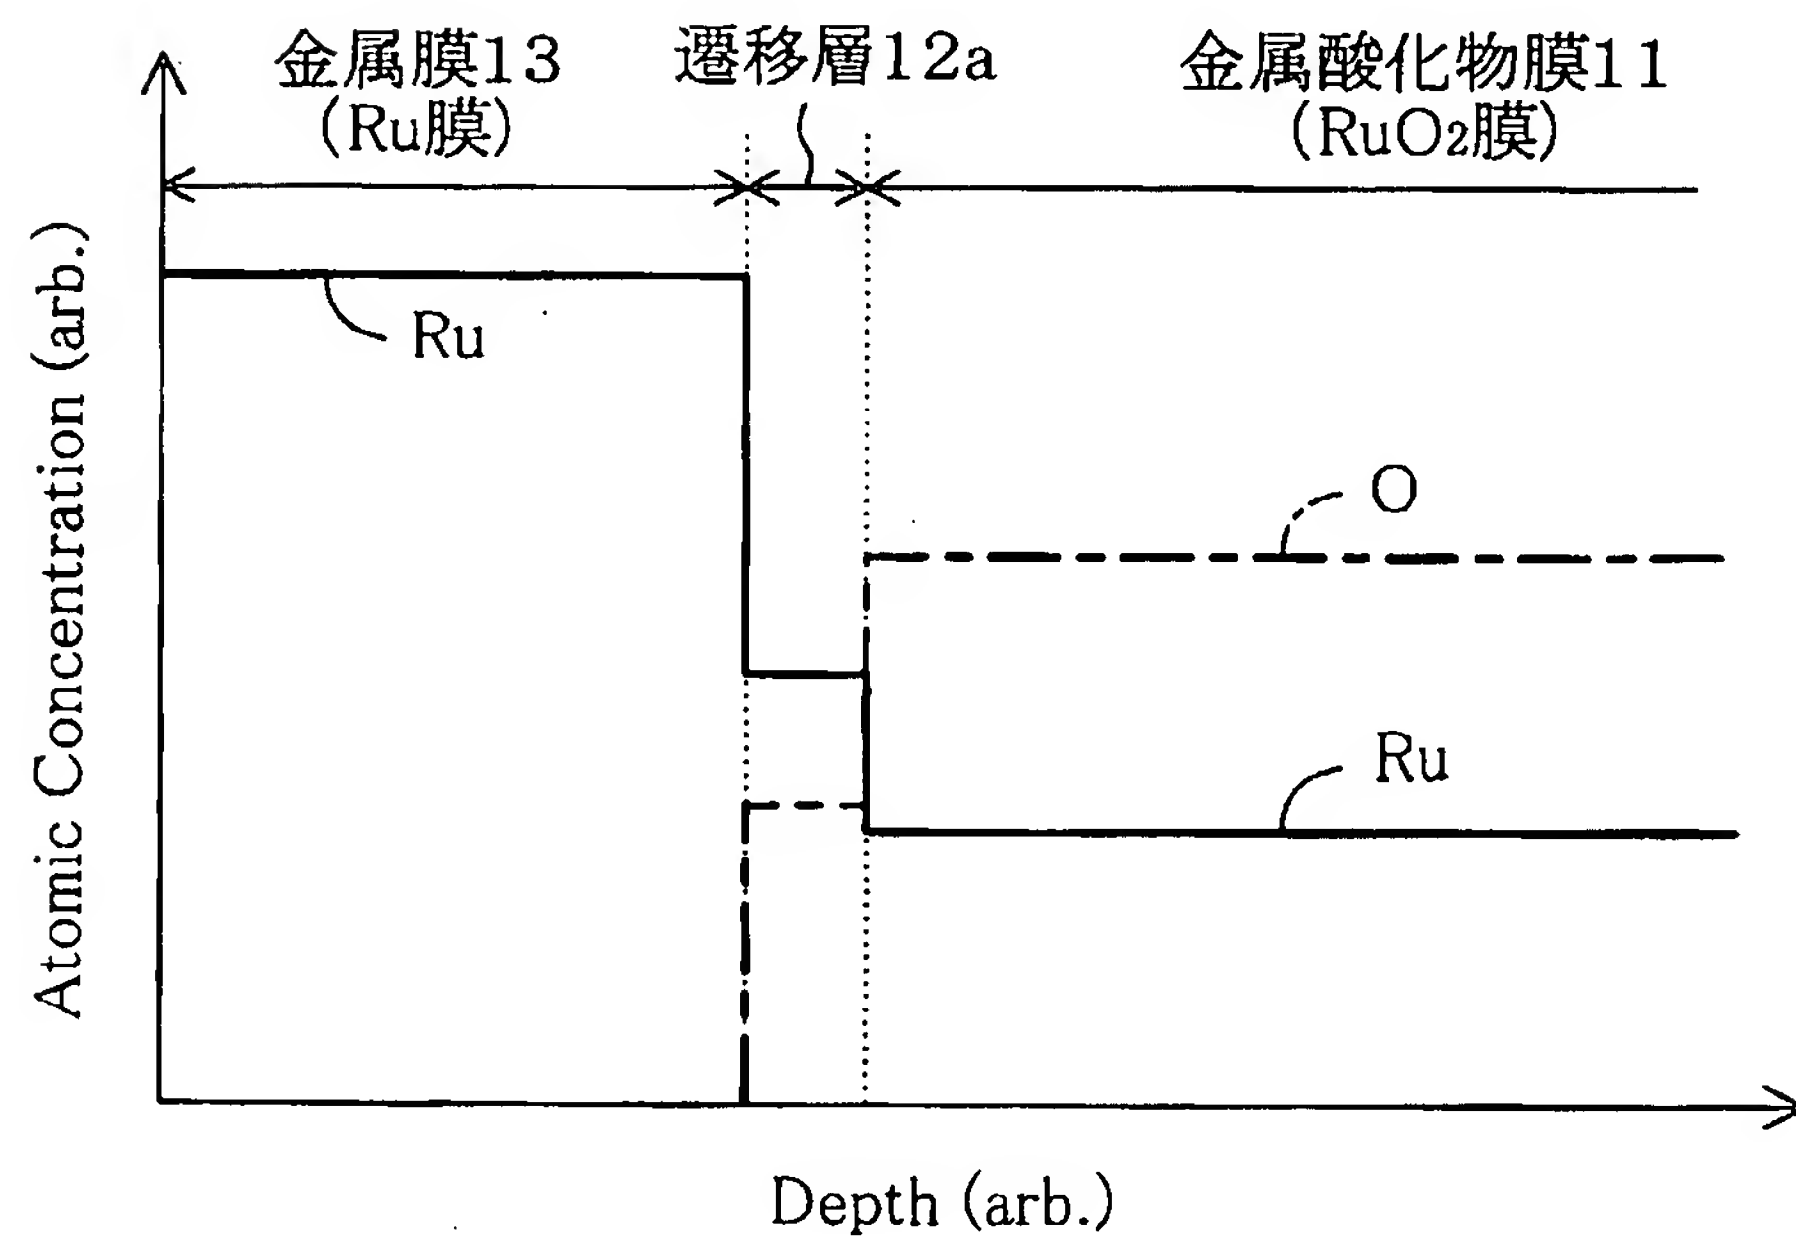 金属膜13
(Ru膜)
遷移層12a
金属酸化物膜11
(RuO₂膜)
Ru
O
Ru
Atomic Concentration (arb.)
Depth (arb.)